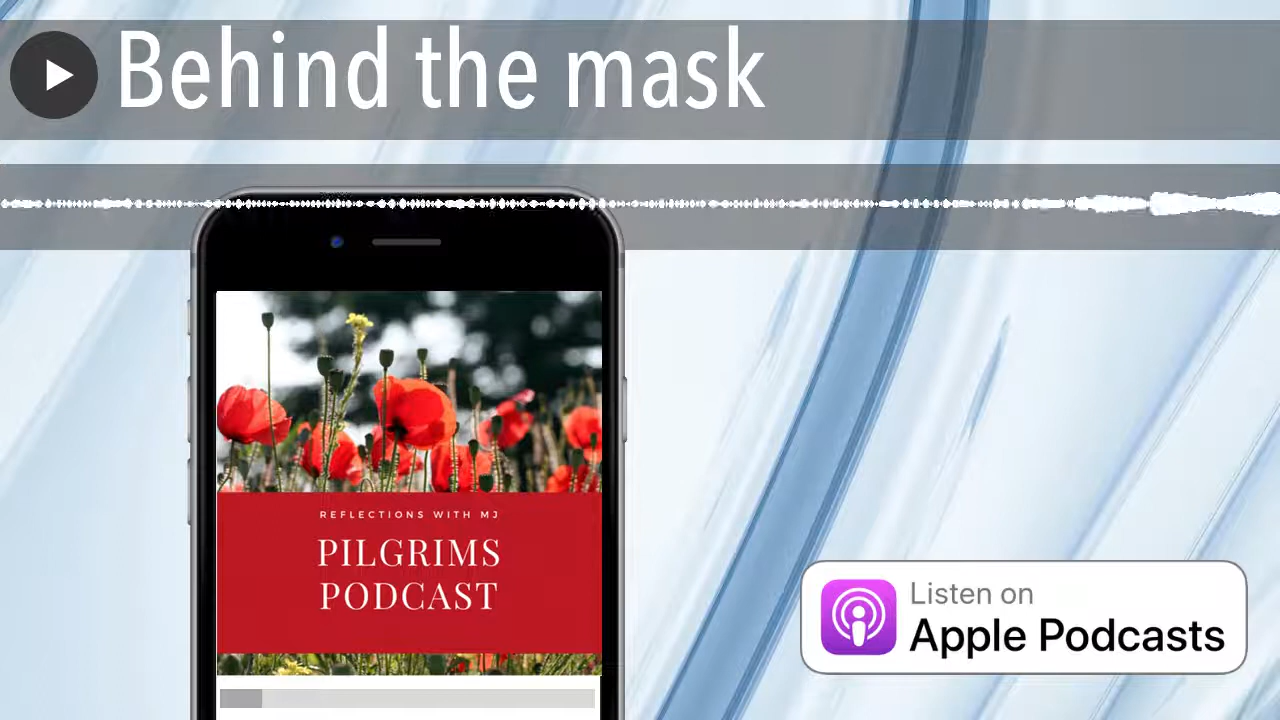 Behind the mask
REFLECTIONS WITH MJ
PILGRIMS
PODCAST
Listen on
Apple Podcasts